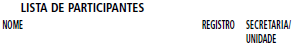 LISTA DE PARTICIPANTES
NOME REGISTRO SECRETARIA/
UNIDADE